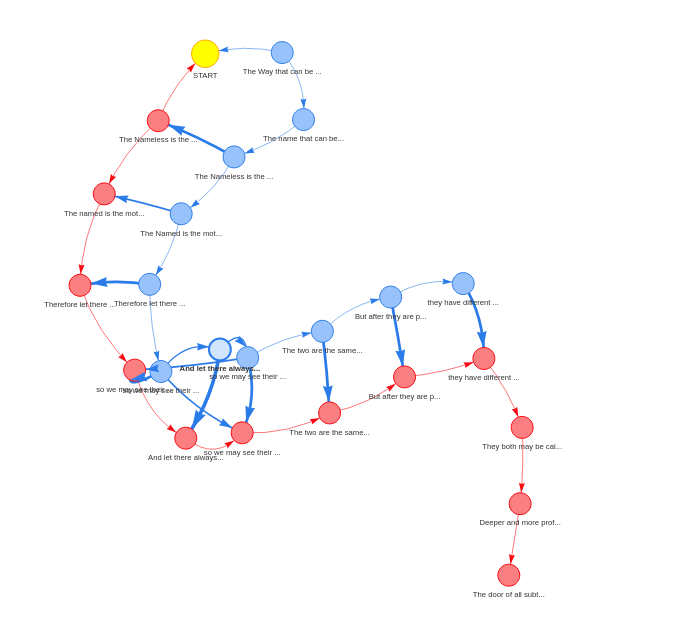 START
The Way that can be ...
The Nameless is the ...
The name that can be...
The Nameless is the ...
The named is the mot...
The Named is the mot...
Therefore let there ...
Therefore let there ...
But after they are p...
they have different ...
The two are the same...
And let there always...
so we may see their ...
they have different ...
so we may see their ...
so we may see their ...
But after they are p...
The two are the same...
They both may be cal...
so we may see their ...
And let there always...
Deeper and more prof...
The door of all subt...